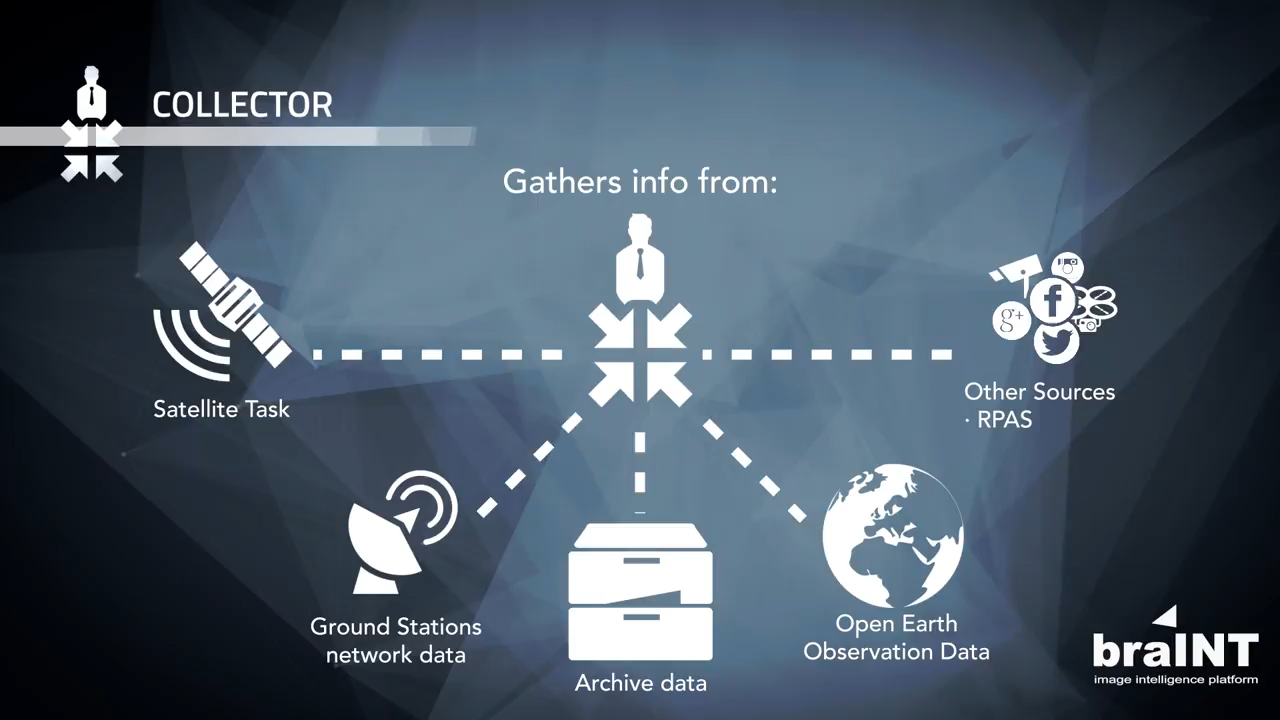 COLLECTOR
Gathers info from:
Satellite Task
g+
f
Other Sources
· RPAS
Ground Stations
network data
Archive data
Open Earth
Observation Data
braINT
image intelligence platform